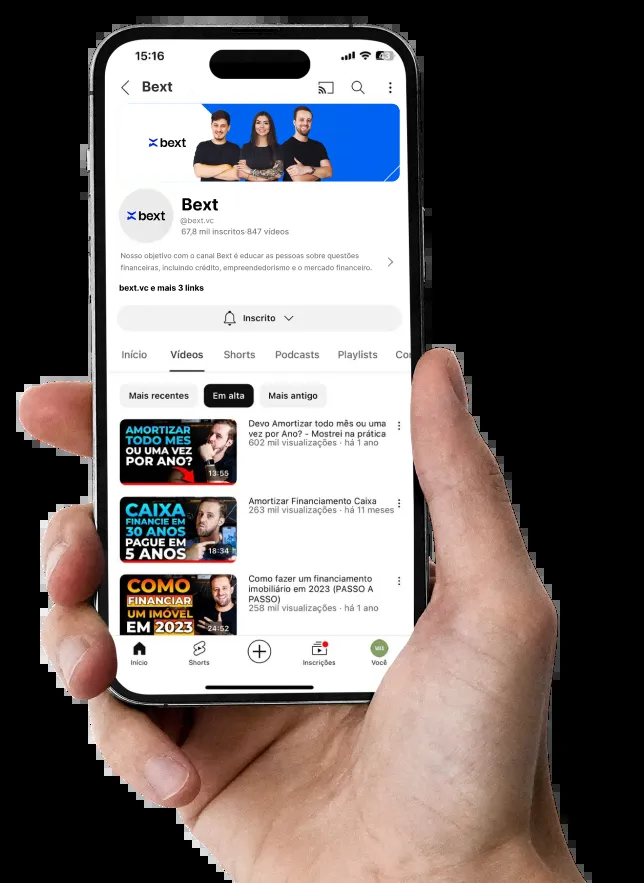 15:16
43
Bext
bext
bext
Bext
@bext.vc
67,8 mil inscritos·847 vídeos
Nosso objetivo com o canal Bext é educar as pessoas sobre questões
financeiras, incluindo crédito, empreendedorismo e o mercado financeiro.
bext.vc e mais 3 links
Inscrito
Início Vídeos Shorts Podcasts Playlists Co
Mais recentes Em alta Mais antigo
AMORTIZAR
TODO MES
OU UMA VEZ
POR ANO?
13:55
Devo Amortizar todo mês ou uma
vez por Ano? - Mostrei na prática
602 mil visualizações · há 1 ano
CAIXA
FINANCIE EM
30 ANOS
PAGUE EM
5 ANOS
18:34
Amortizar Financiamento Caixa
263 mil visualizações · há 11 meses
COMO
FINANCIAR
UM IMÓVEL
EM 2023
24:52
Como fazer um financiamento
imobiliário em 2023 (PASSO A
PASSO)
258 mil visualizações · há 1 ano
Início Shorts Inscrições Você